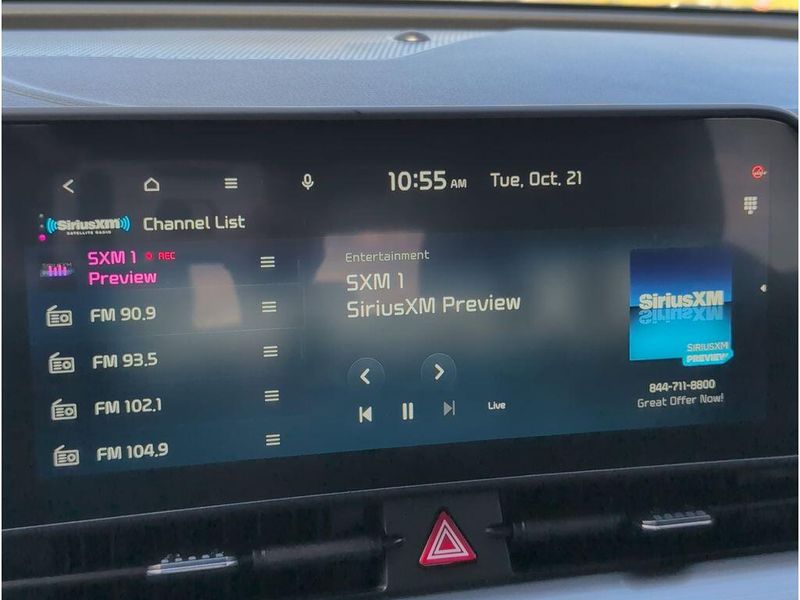 10:55 AM
Tue, Oct. 21
SiriusXM
SATELLITE RADIO
Channel List
SXM 1 REC
Preview
FM 90.9
FM 93.5
FM 102.1
FM 104.9
Entertainment
SXM 1
SiriusXM Preview
Live
SiriusXM
SIRIUSXM
PREVIEW
844-711-8800
Great Offer Now!